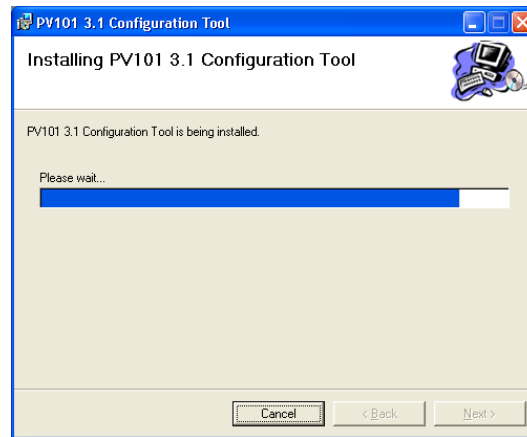 PV101 3.1 Configuration Tool
Installing PV101 3.1 Configuration Tool
PV101 3.1 Configuration Tool is being installed.
Please wait...
Cancel
< Back
Next >